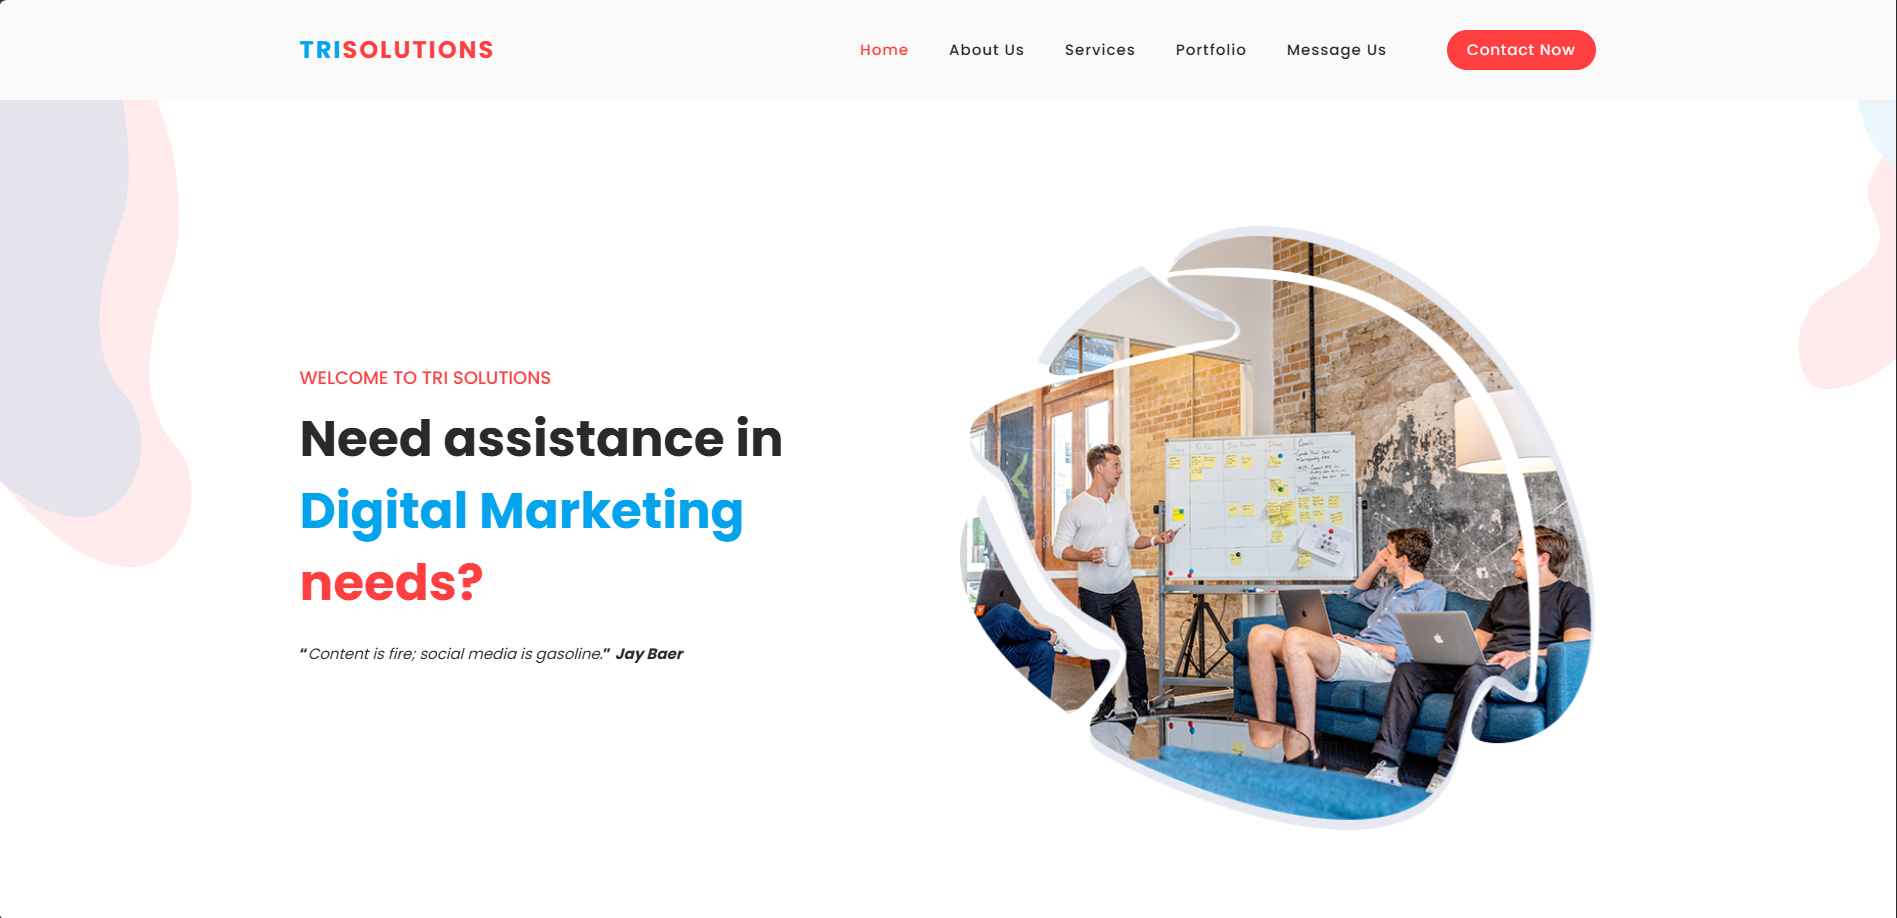 TRISOLUTIONS
Home About Us Services Portfolio Message Us Contact Now
WELCOME TO TRI SOLUTIONS
Need assistance in
Digital Marketing
needs?
“Content is fire; social media is gasoline.” Jay Baer